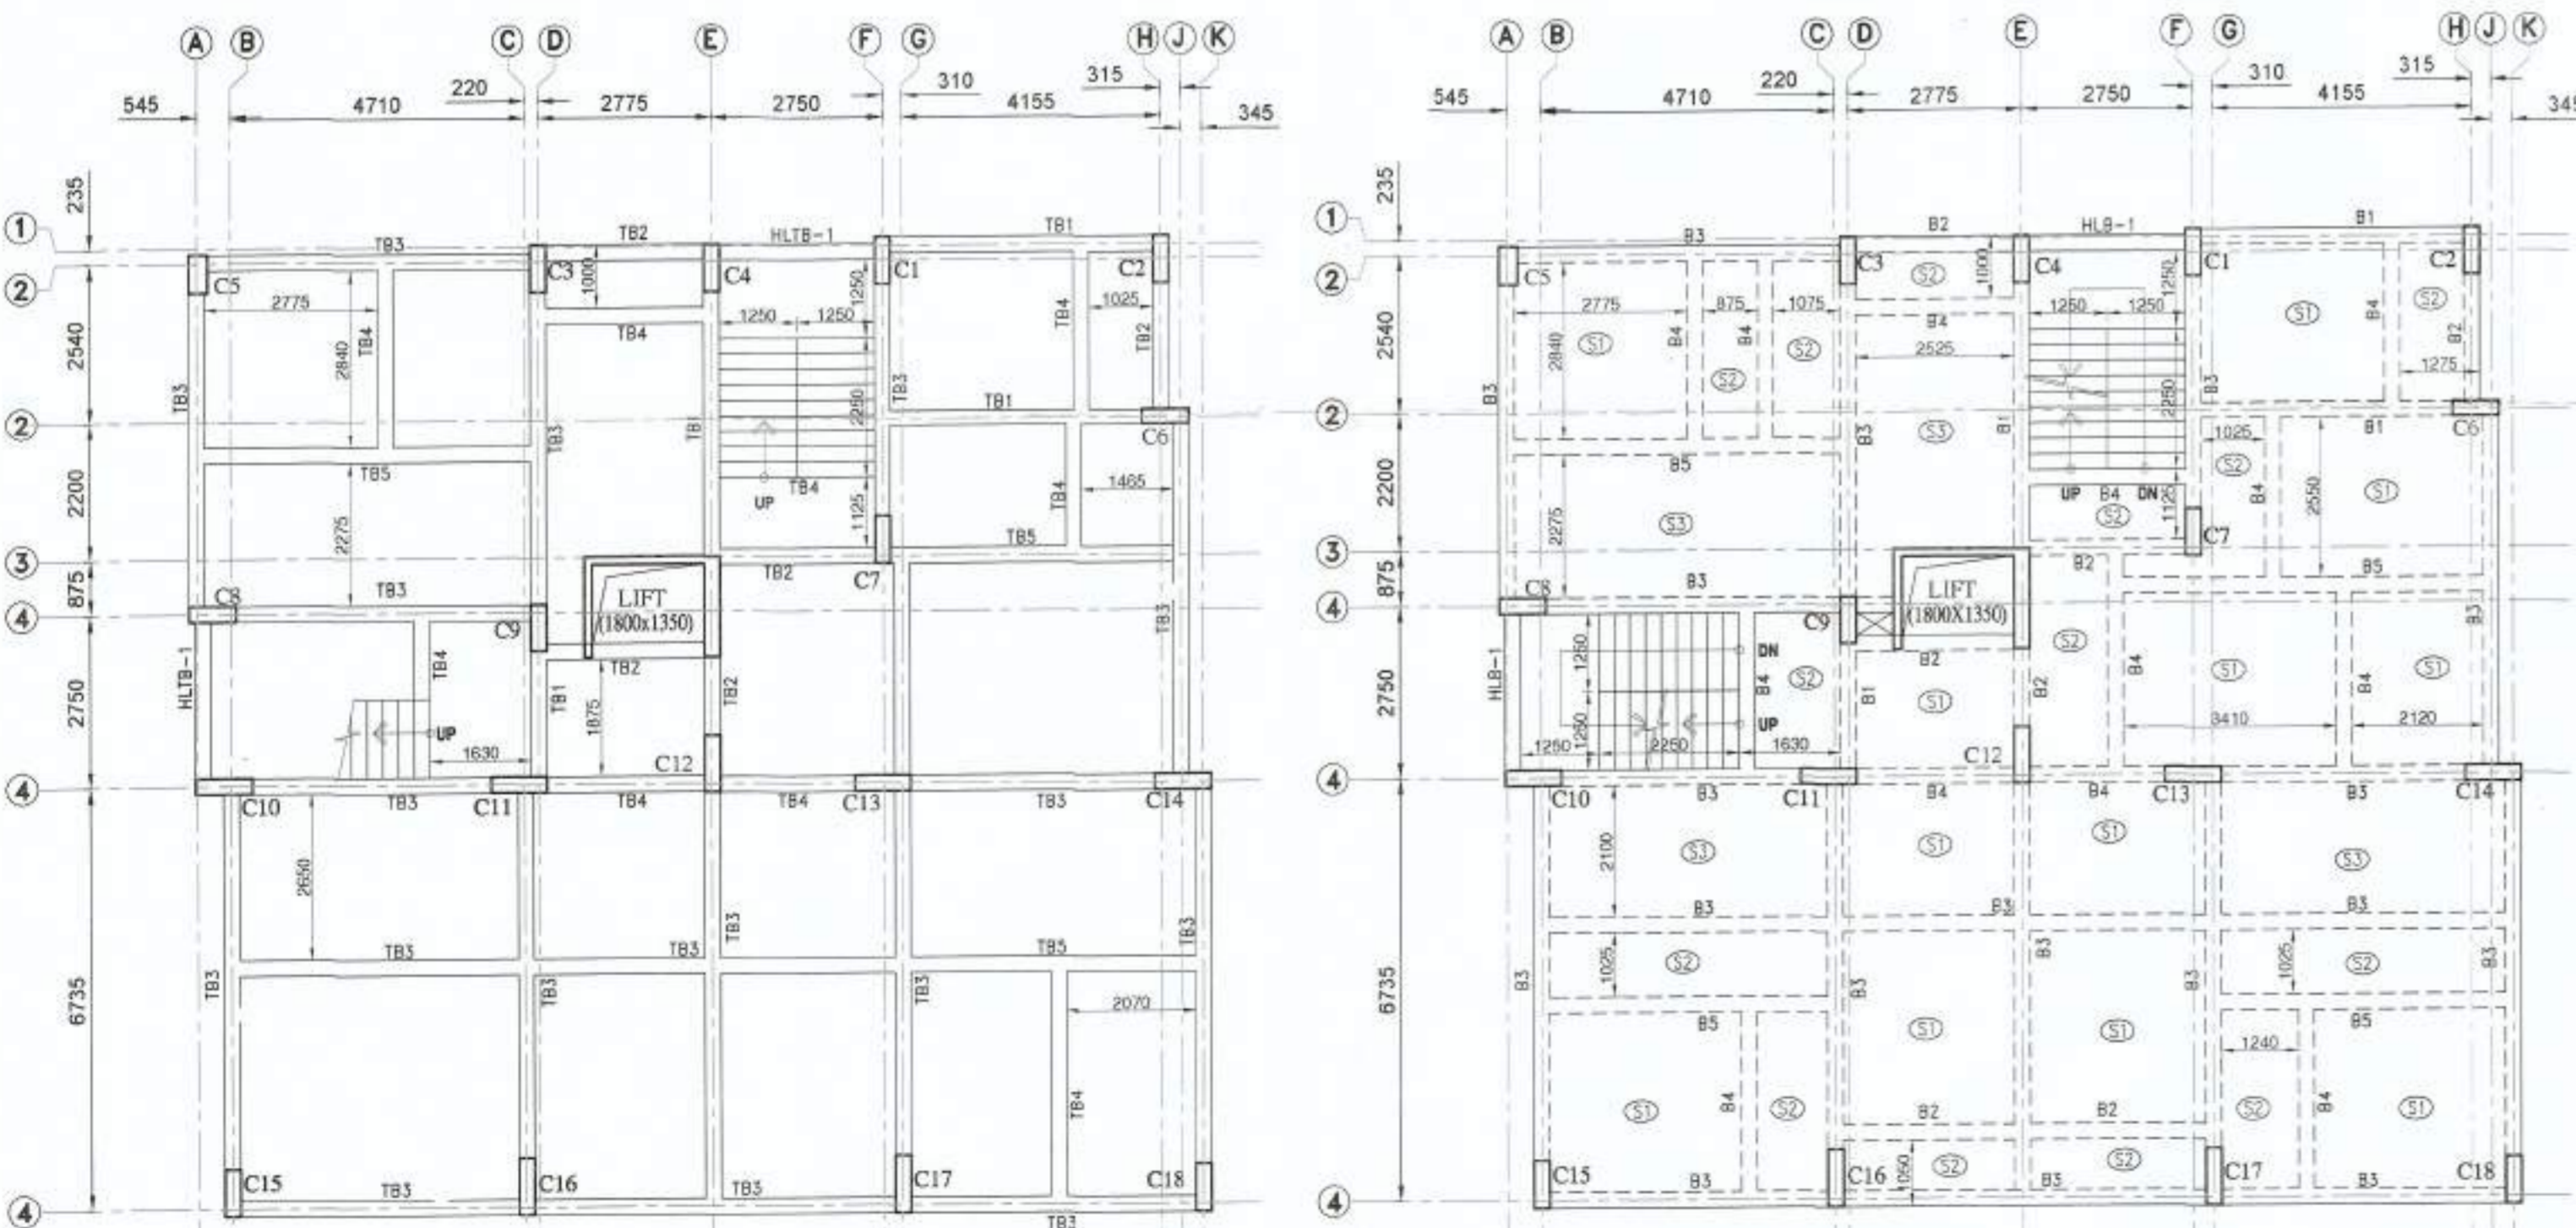 A B C D E F G H J K
220 310 315
545 4710 2775 2750 4155 345
235
1
TB3 TB2 HLTB-1 TB1
2
C5 C3 1000 C4 1250 C1 C2
2775 1250 1250 1025
2540 TB4 TB4 TB4 TB2
2840
TB3 TB3 TB1
2250
2
TB3 TB1 C6
TB5 TB4 1465
2200 UP TB4
2275 1125 TB5
3
TB2 C7
875 LIFT
(1800x1350)
TB3 TB3
4
C8 C9
HLTB-1 TB4 TB2
2750 TB1 1875 TB2
UP
1630 C12
4
C10 TB3 C11 TB4 TB4 C13 TB3 C14
2650
TB3 TB3 TB3 TB5 TB3
6735 TB3 TB3 TB3 2070
TB4
C15 TB3 C16 TB3 C17 C18
4
TB3
A B C D E F G H J K
220 310 315
545 4710 2775 2750 4155 345
235
1
B3 B2 HLB-1 B1
2
C5 C3 S2 1000 C4 1250 C1 C2
2775 875 1075 1250 1250 S1 B4 S2
2540 S1 B4 B4 S2 B4 B2
2840 S2 2525 1275
B3 B3 2250
2
B3 S3 B1 B1 C6
B5 1025 S2
2200 S3 UP B4 DN B4 2550 S1
2275 S2 1125
3
C7 B2 B5
875 LIFT
(1800X1350)
B3 B3
4
C8 C9 S2
1250 DN B2
HLB-1 B4 S2 B4 S1 B4 S1
2750 B1 S1 B2
1250 UP 3410 2120
1250 2250 1630 C12
4
C10 B3 C11 B4 B4 C13 B3 C14
2100 S3 S1 S1 S3
B3 B3 B3
B3 1025 S2 B3 B3 B3 1025 S2 B3
6735 B5 S1 S1 B5
1240
S1 B4 S2 B2 B2 S2 B4 S1
C15 B3 C16 1050 S2 B3 S2 C17 B3 C18
4